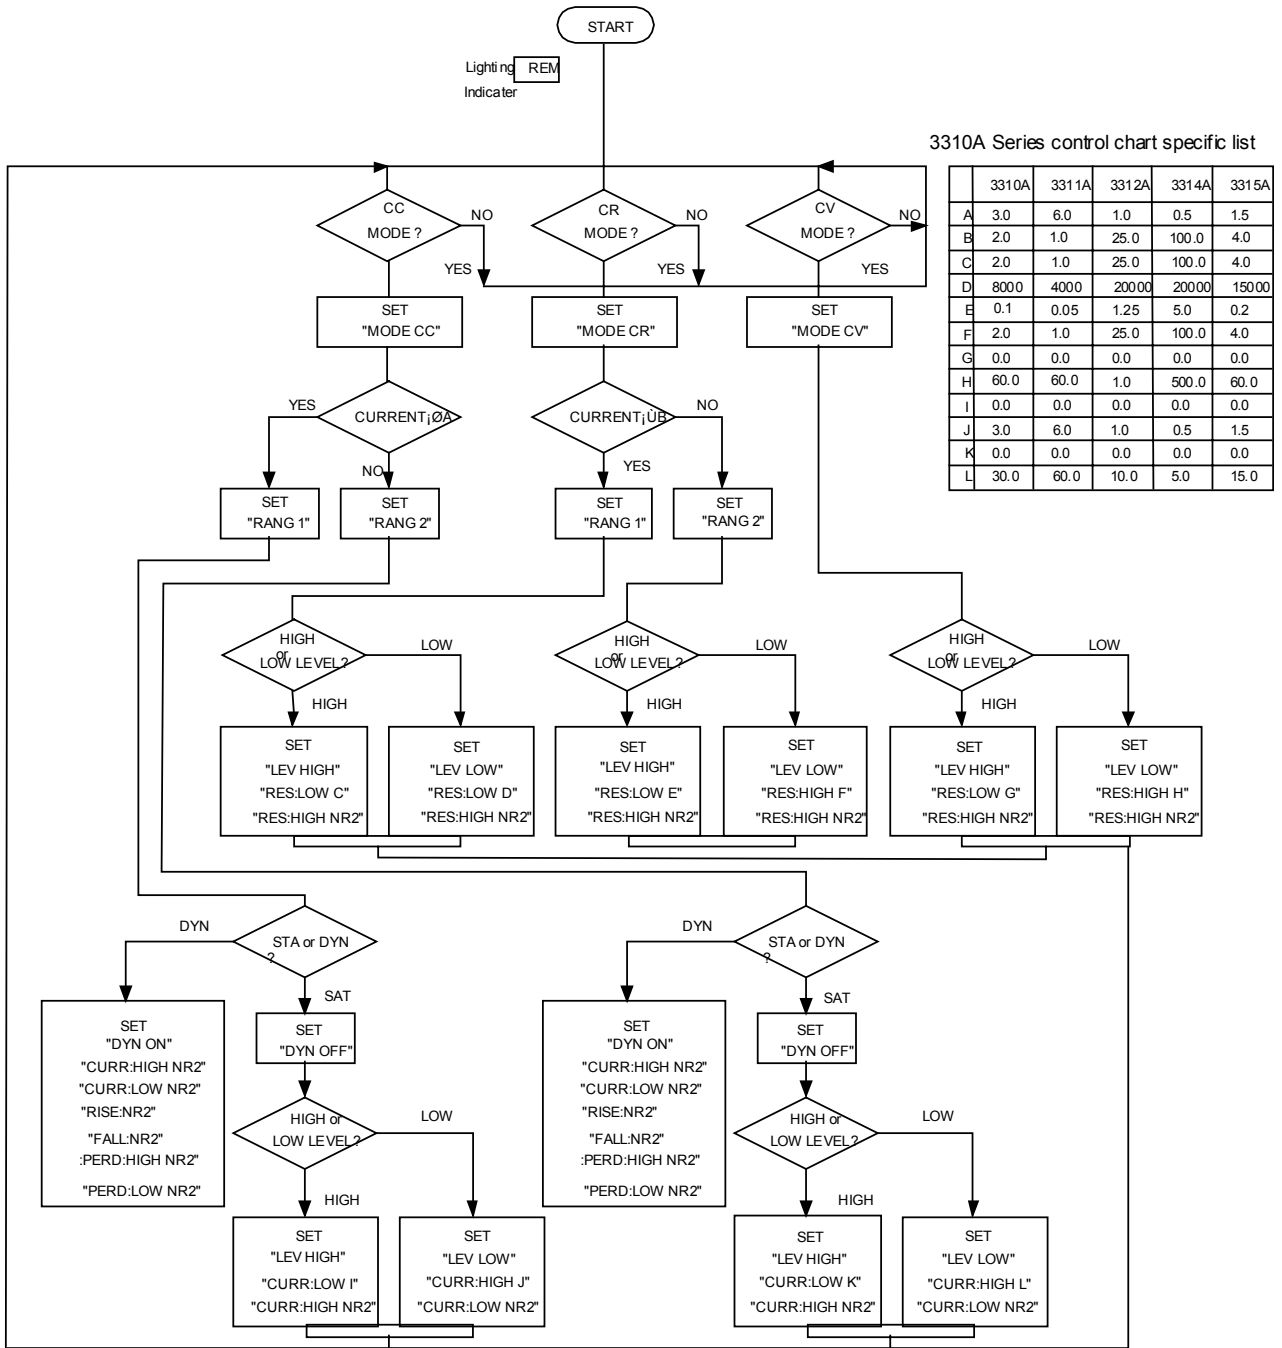 START
Lighting REM
Indicater
3310A Series control chart specific list
3310A 3311A 3312A 3314A 3315A
A 3.0 6.0 1.0 0.5 1.5
B 2.0 1.0 25.0 100.0 4.0
C 2.0 1.0 25.0 100.0 4.0
D 8000 4000 20000 20000 15000
E 0.1 0.05 1.25 5.0 0.2
F 2.0 1.0 25.0 100.0 4.0
G 0.0 0.0 0.0 0.0 0.0
H 60.0 60.0 1.0 500.0 60.0
I 0.0 0.0 0.0 0.0 0.0
J 3.0 6.0 1.0 0.5 1.5
K 0.0 0.0 0.0 0.0 0.0
L 30.0 60.0 10.0 5.0 15.0
CC
MODE ?
NO
YES
CR
MODE ?
NO
YES
CV
MODE ?
NO
YES
SET
"MODE CC"
SET
"MODE CR"
SET
"MODE CV"
YES
CURRENT¡ØA
NO
CURRENT¡ÙB
NO
YES
SET
"RANG 1"
SET
"RANG 2"
SET
"RANG 1"
SET
"RANG 2"
HIGH
or
LOW LEVEL?
LOW
HIGH
HIGH
or
LOW LEVEL?
LOW
HIGH
HIGH
or
LOW LEVEL?
LOW
HIGH
SET
"LEV HIGH"
"RES:LOW C"
"RES:HIGH NR2"
SET
"LEV LOW"
"RES:LOW D"
"RES:HIGH NR2"
SET
"LEV HIGH"
"RES:LOW E"
"RES:HIGH NR2"
SET
"LEV LOW"
"RES:HIGH F"
"RES:HIGH NR2"
SET
"LEV HIGH"
"RES:LOW G"
"RES:HIGH NR2"
SET
"LEV LOW"
"RES:HIGH H"
"RES:HIGH NR2"
DYN
STA or DYN
?
SAT
DYN
STA or DYN
?
SAT
SET
"DYN ON"
"CURR:HIGH NR2"
"CURR:LOW NR2"
"RISE:NR2"
"FALL:NR2"
:PERD:HIGH NR2"
"PERD:LOW NR2"
SET
"DYN OFF"
HIGH or
LOW LEVEL?
LOW
HIGH
SET
"LEV HIGH"
"CURR:LOW I"
"CURR:HIGH NR2"
SET
"LEV LOW"
"CURR:HIGH J"
"CURR:LOW NR2"
SET
"DYN ON"
"CURR:HIGH NR2"
"CURR:LOW NR2"
"RISE:NR2"
"FALL:NR2"
:PERD:HIGH NR2"
"PERD:LOW NR2"
SET
"DYN OFF"
HIGH or
LOW LEVEL?
LOW
HIGH
SET
"LEV HIGH"
"CURR:LOW K"
"CURR:HIGH NR2"
SET
"LEV LOW"
"CURR:HIGH L"
"CURR:LOW NR2"